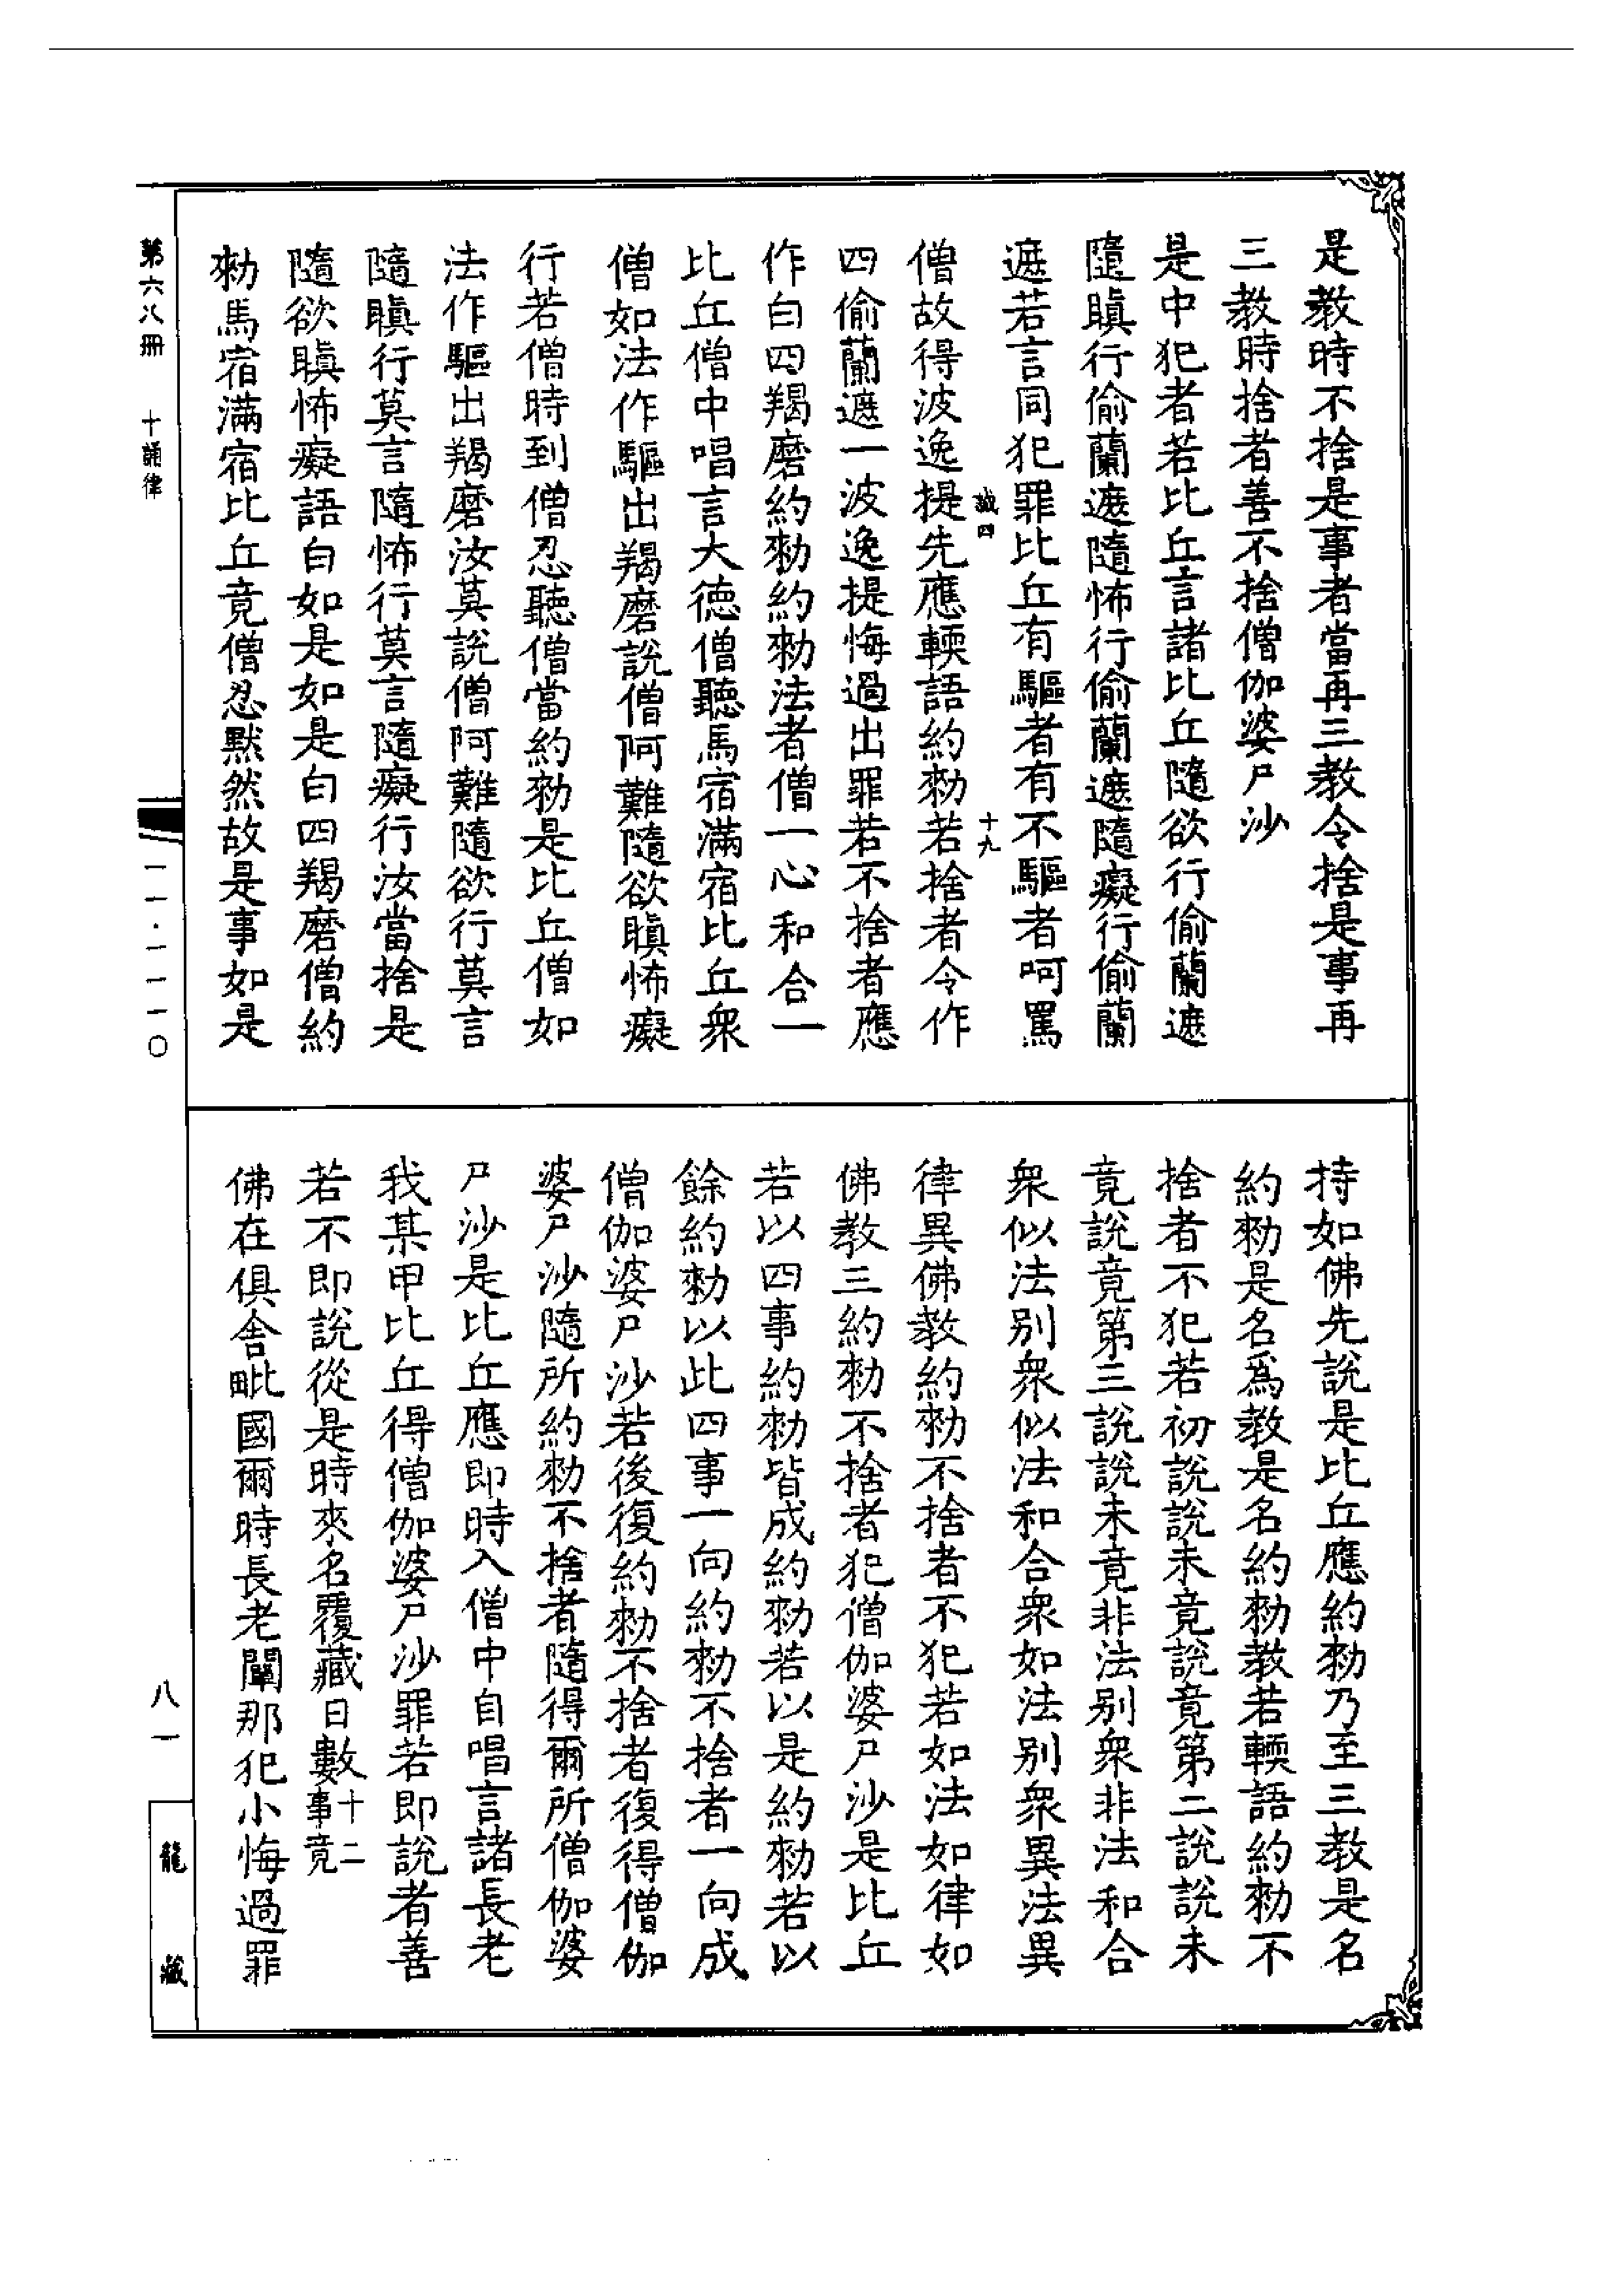 是教時不捨是事者當再三教令捨是事再
三教時捨者善不捨僧伽婆尸沙
是中犯者若比丘言諸比丘隨欲行偷蘭遮
隨瞋行偷蘭遮隨怖行偷蘭遮隨癡行偷蘭
遮若言同犯罪比丘有驅者有不驅者呵罵
誠四 十九
僧故得波逸提先應輭語約勑若捨者令作
四偷蘭遮一波逸提悔過出罪若不捨者應
作白四羯磨約勑約勑法者僧一心和合一
比丘僧中唱言大德僧聽馬宿滿宿比丘衆
僧如法作驅出羯磨說僧阿難隨欲瞋怖癡
行若僧時到僧忍聽僧當約勑是比丘僧如
法作驅出羯磨汝莫說僧阿難隨欲行莫言
隨瞋行莫言隨怖行莫言隨癡行汝當捨是
隨欲瞋怖癡語白如是如是白四羯磨僧約
勑馬宿滿宿比丘竟僧忍默然故是事如是
持如佛先說是比丘應約勑乃至三教是名
約勑是名爲教是名約勑教若輭語約勑不
捨者不犯若初說說未竟說竟第二說說未
竟說竟第三說說未竟非法别衆非法和合
衆似法别衆似法和合衆如法别衆異法異
律異佛教約勑不捨者不犯若如法如律如
佛教三約勑不捨者犯僧伽婆尸沙是比丘
若以四事約勑皆成約勑若以是約勑若以
餘約勑以此四事一向約勑不捨者一向成
僧伽婆尸沙若後復約勑不捨者復得僧伽
婆尸沙隨所約勑不捨者隨得爾所僧伽婆
尸沙是比丘應即時入僧中自唱言諸長老
我某甲比丘得僧伽婆尸沙罪若即說者善
若不即說從是時來名覆藏日數十二事竟
佛在俱舍毗國爾時長老闡那犯小悔過罪
第六八册 十誦律
一一·一一一〇
八一
龍藏